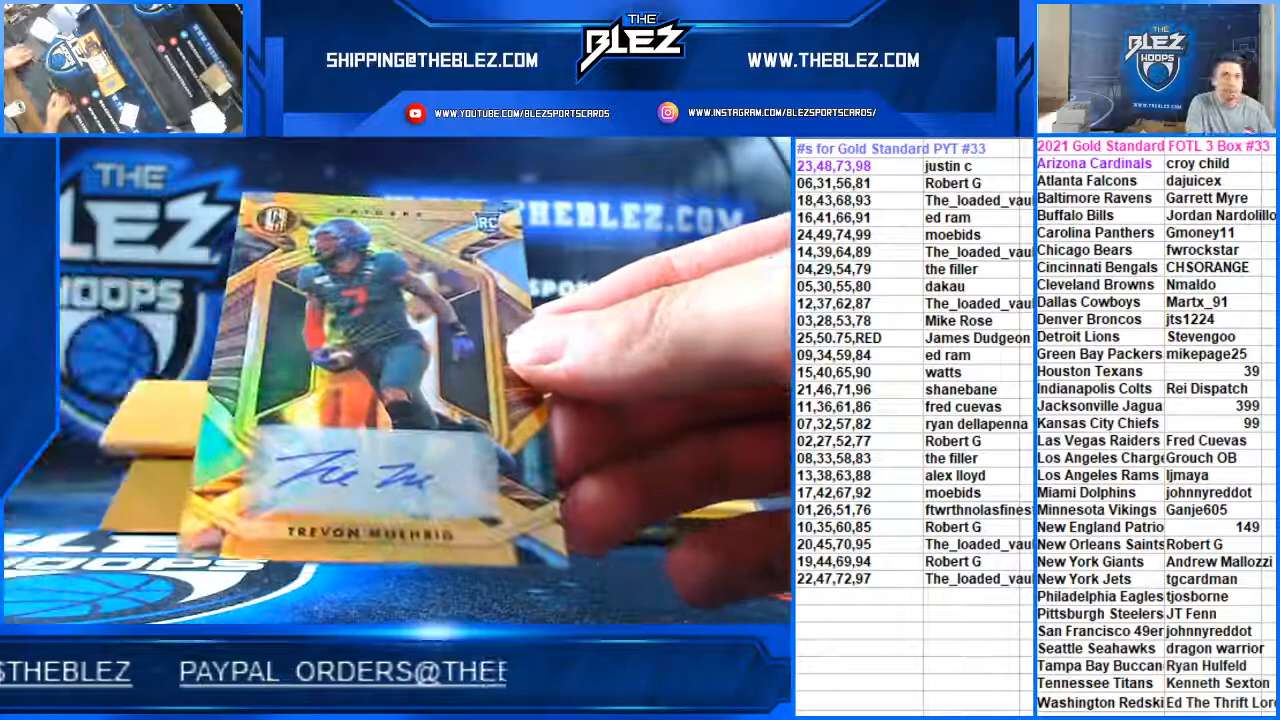 SHIPPING@THEBLEZ.COM
THE
BLEZ
WWW.THEBLEZ.COM
WWW.YOUTUBE.COM/BLEZSPORTSCARDS
WWW.INSTAGRAM.COM/BLEZSPORTSCARDS/
THE
BLEZ
HOOPS
WWW.THEBLEZ.COM
THE
LEZ
HOOPS
THEBLEZ.COM
RC
7
TREVON MOEHRIG
$THEBLEZ
PAYPAL_ORDERS@THEB
#s for Gold Standard PYT #33
23,48,73,98 justin c
06,31,56,81 Robert G
18,43,68,93 The_loaded_vau
16,41,66,91 ed ram
24,49,74,99 moebids
14,39,64,89 The_loaded_vau
04,29,54,79 the filler
05,30,55,80 dakau
12,37,62,87 The_loaded_vau
03,28,53,78 Mike Rose
25,50.75,RED James Dudgeon
09,34,59,84 ed ram
15,40,65,90 watts
21,46,71,96 shanebane
11,36,61,86 fred cuevas
07,32,57,82 ryan dellapenna
02,27,52,77 Robert G
08,33,58,83 the filler
13,38,63,88 alex lloyd
17,42,67,92 moebids
01,26,51,76 ftwrthnolasfines
10,35,60,85 Robert G
20,45,70,95 The_loaded_vau
19,44,69,94 Robert G
22,47,72,97 The_loaded_vau
2021 Gold Standard FOTL 3 Box #33
Arizona Cardinals croy child
Atlanta Falcons dajuicex
Baltimore Ravens Garrett Myre
Buffalo Bills Jordan Nardolillo
Carolina Panthers Gmoney11
Chicago Bears fwrockstar
Cincinnati Bengals CHSORANGE
Cleveland Browns Nmaldo
Dallas Cowboys Martx_91
Denver Broncos jts1224
Detroit Lions Stevengoo
Green Bay Packers mikepage25
Houston Texans 39
Indianapolis Colts Rei Dispatch
Jacksonville Jagua 399
Kansas City Chiefs 99
Las Vegas Raiders Fred Cuevas
Los Angeles Charge Grouch OB
Los Angeles Rams ljmaya
Miami Dolphins johnnyreddot
Minnesota Vikings Ganje605
New England Patrio 149
New Orleans Saints Robert G
New York Giants Andrew Mallozzi
New York Jets tgcardman
Philadelphia Eagles tjosborne
Pittsburgh Steelers JT Fenn
San Francisco 49er johnnyreddot
Seattle Seahawks dragon warrior
Tampa Bay Buccan Ryan Hulfeld
Tennessee Titans Kenneth Sexton
Washington Redski Ed The Thrift Lor